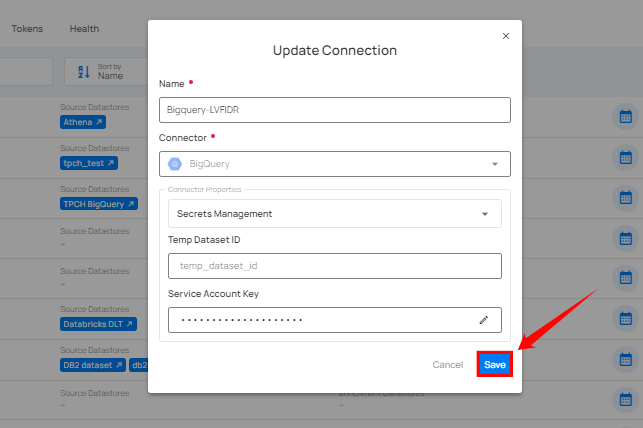 Tokens
Health
Sort by
Name
Source Datastores
Athena
Source Datastores
tpch_test
Source Datastores
TPCH BigQuery
Source Datastores
–
Source Datastores
–
Source Datastores
Databricks DLT
Source Datastores
DB2 dataset
db2
Source Datastores
–
Enrichment Datastores
–
Update Connection
Name
Bigquery-LVFIDR
Connector
BigQuery
Connector Properties
Secrets Management
Temp Dataset ID
temp_dataset_id
Service Account Key
Cancel
Save